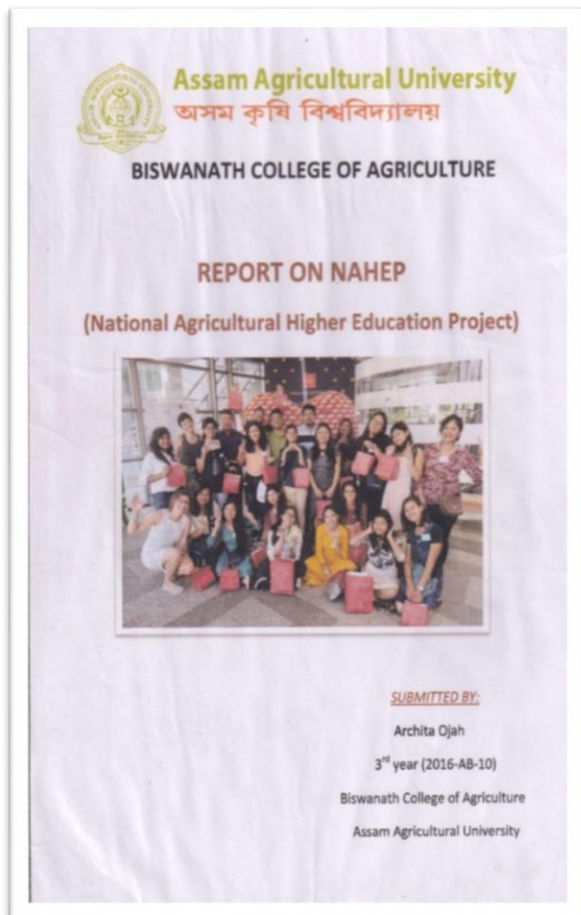 Assam Agricultural University
অসম কৃষি বিশ্ববিদ্যালয়
BISWANATH COLLEGE OF AGRICULTURE
REPORT ON NAHEP
(National Agricultural Higher Education Project)
SUBMITTED BY:
Archita Ojah
3rd year (2016-AB-10)
Biswanath College of Agriculture
Assam Agricultural University